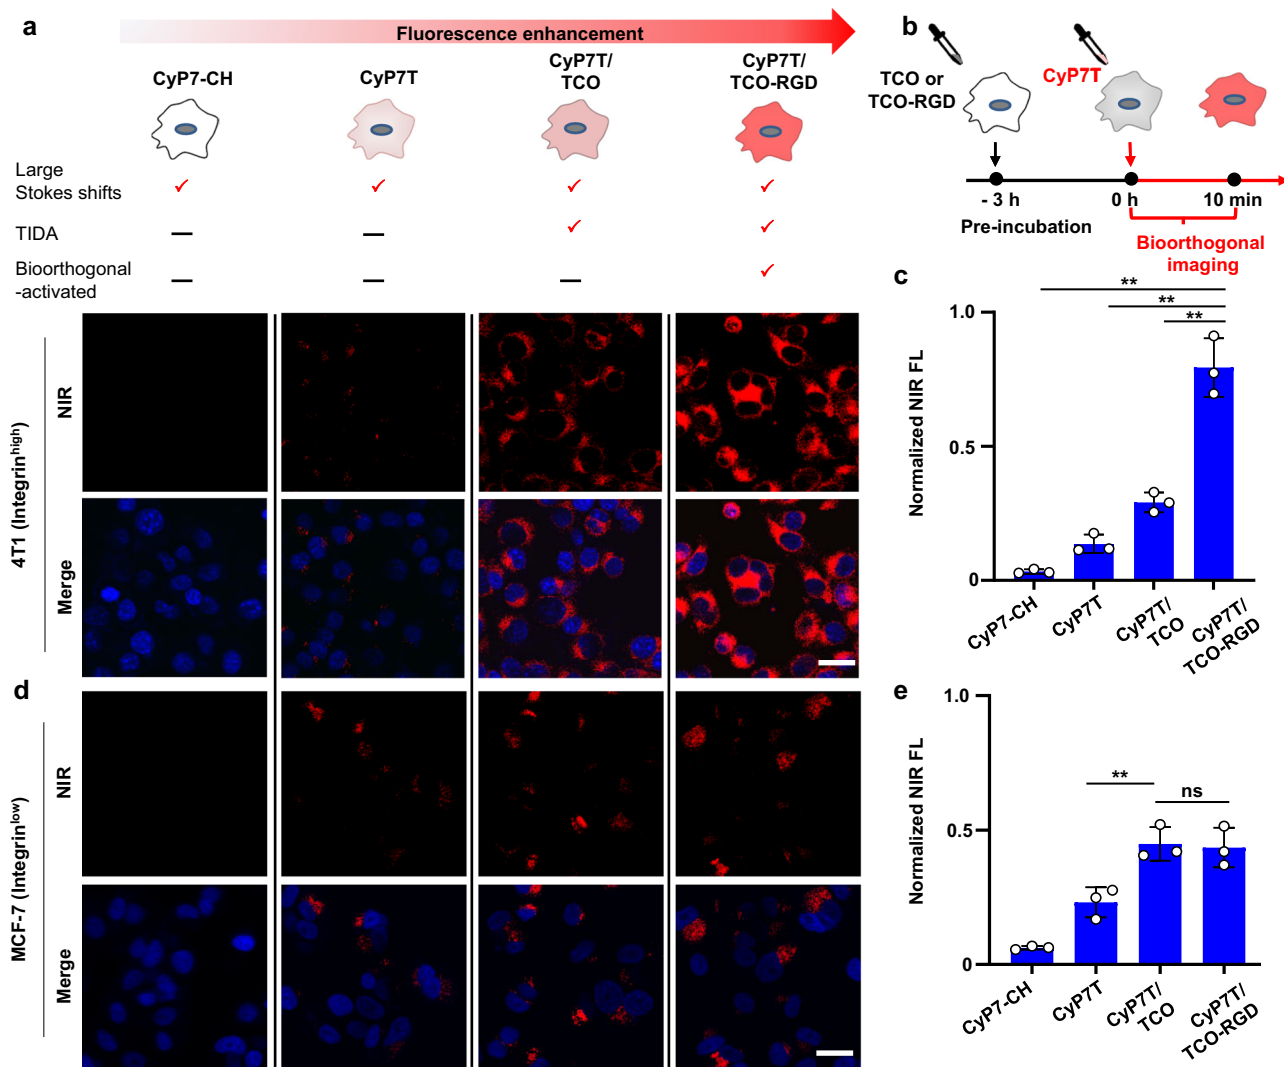 a
Fluorescence enhancement
CyP7-CH
CyP7T
CyP7T/
TCO
CyP7T/
TCO-RGD
Large
Stokes shifts
✓ ✓ ✓ ✓
TIDA
— — ✓ ✓
Bioorthogonal
-activated
— — — ✓
b
TCO or
TCO-RGD
CyP7T
- 3 h
0 h
10 min
Pre-incubation
Bioorthogonal
imaging
4T1 (Integrinhigh)
NIR
Merge
c
**
**
**
Normalized NIR FL
1.0
0.5
0
CyP7-CH
CyP7T
CyP7T/
TCO
CyP7T/
TCO-RGD
d
MCF-7 (Integrinlow)
NIR
Merge
e
Normalized NIR FL
1.0
0.5
0
**
ns
CyP7-CH
CyP7T
CyP7T/
TCO
CyP7T/
TCO-RGD